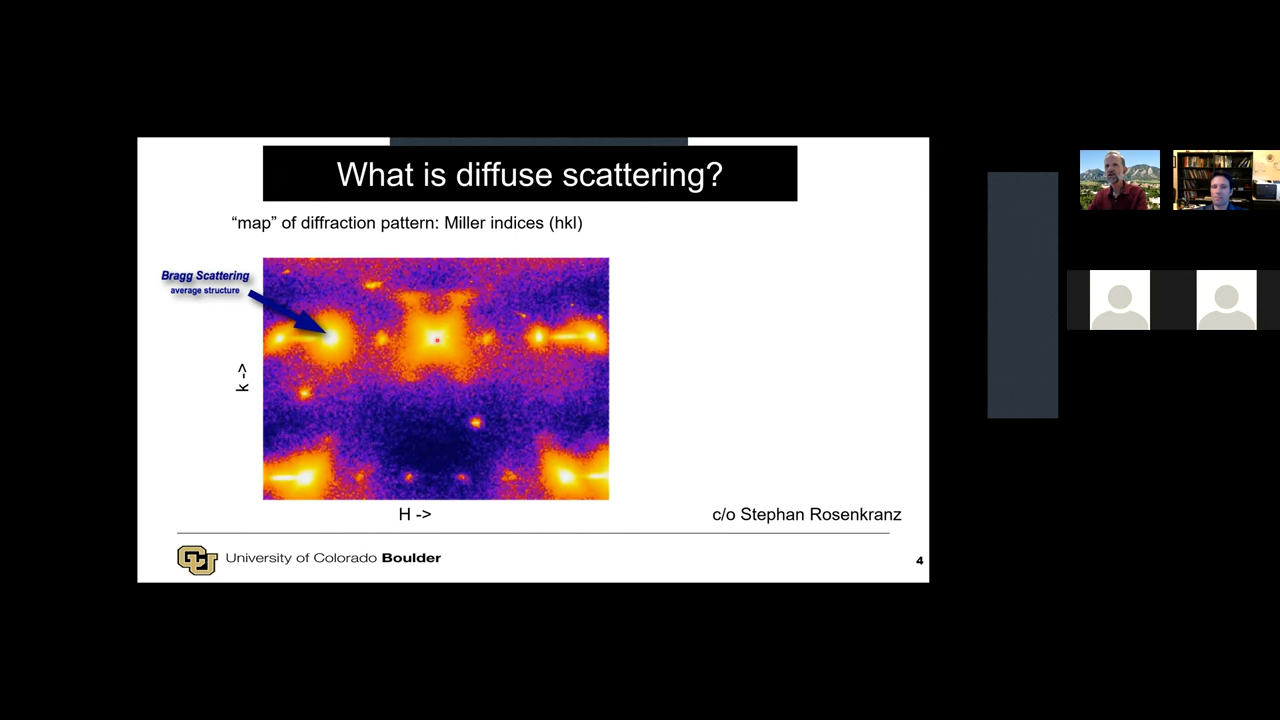 What is diffuse scattering?
“map” of diffraction pattern: Miller indices (hkl)
Bragg Scattering
average structure
k ->
H ->
c/o Stephan Rosenkranz
University of Colorado Boulder
4